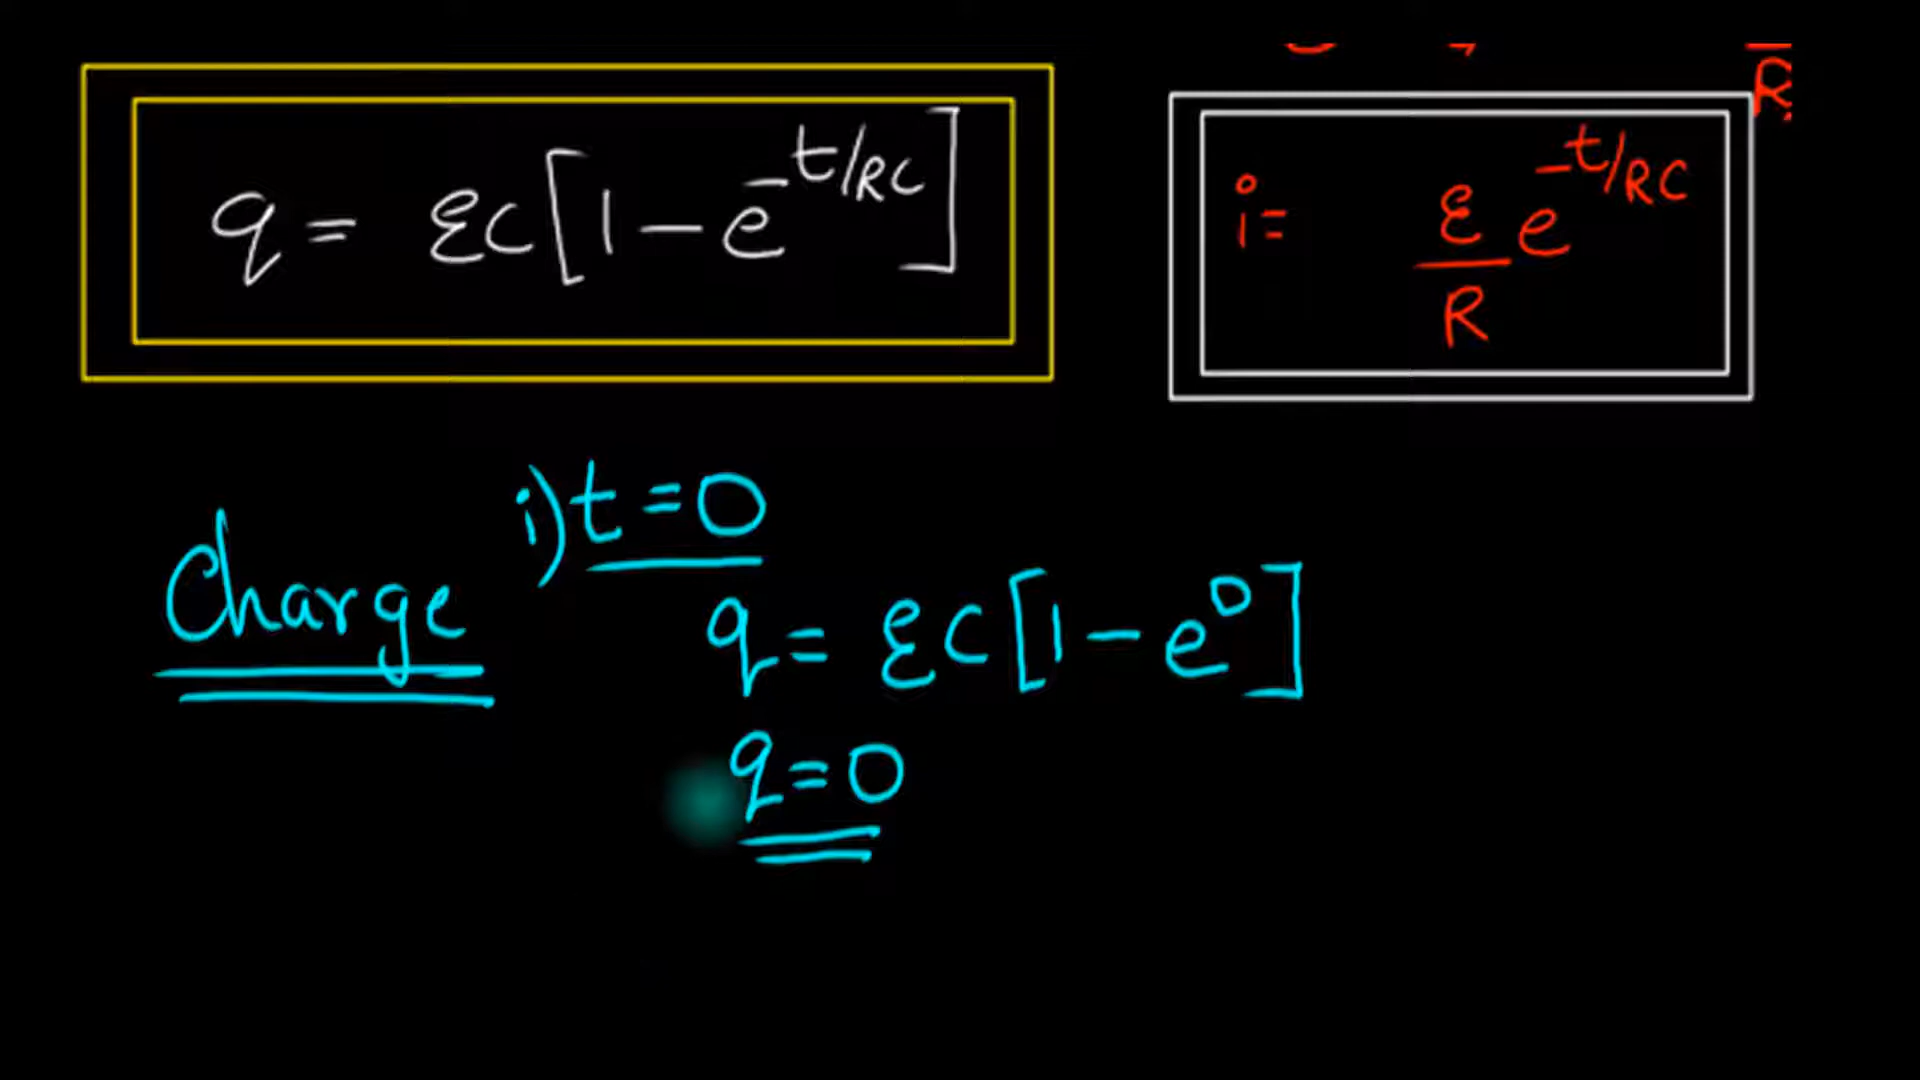 R
q = εC[1 - e^-t/RC]
i = ε/R e^-t/RC
i) t = 0
Charge
q = εC[1 - e^0]
q = 0